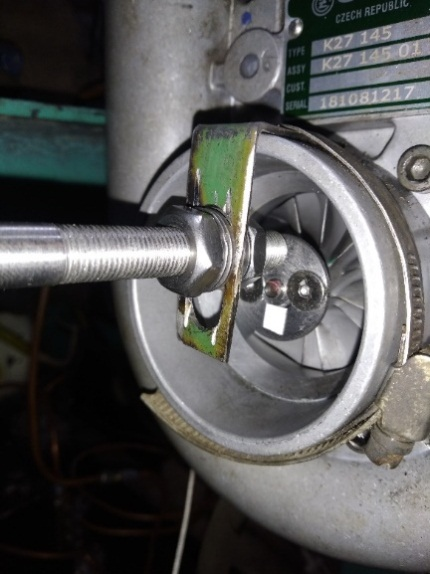 CZECH REPUBLIC
TYPE K27 145
ASSY K27 145 01
CUST.
SERIAL 181081217